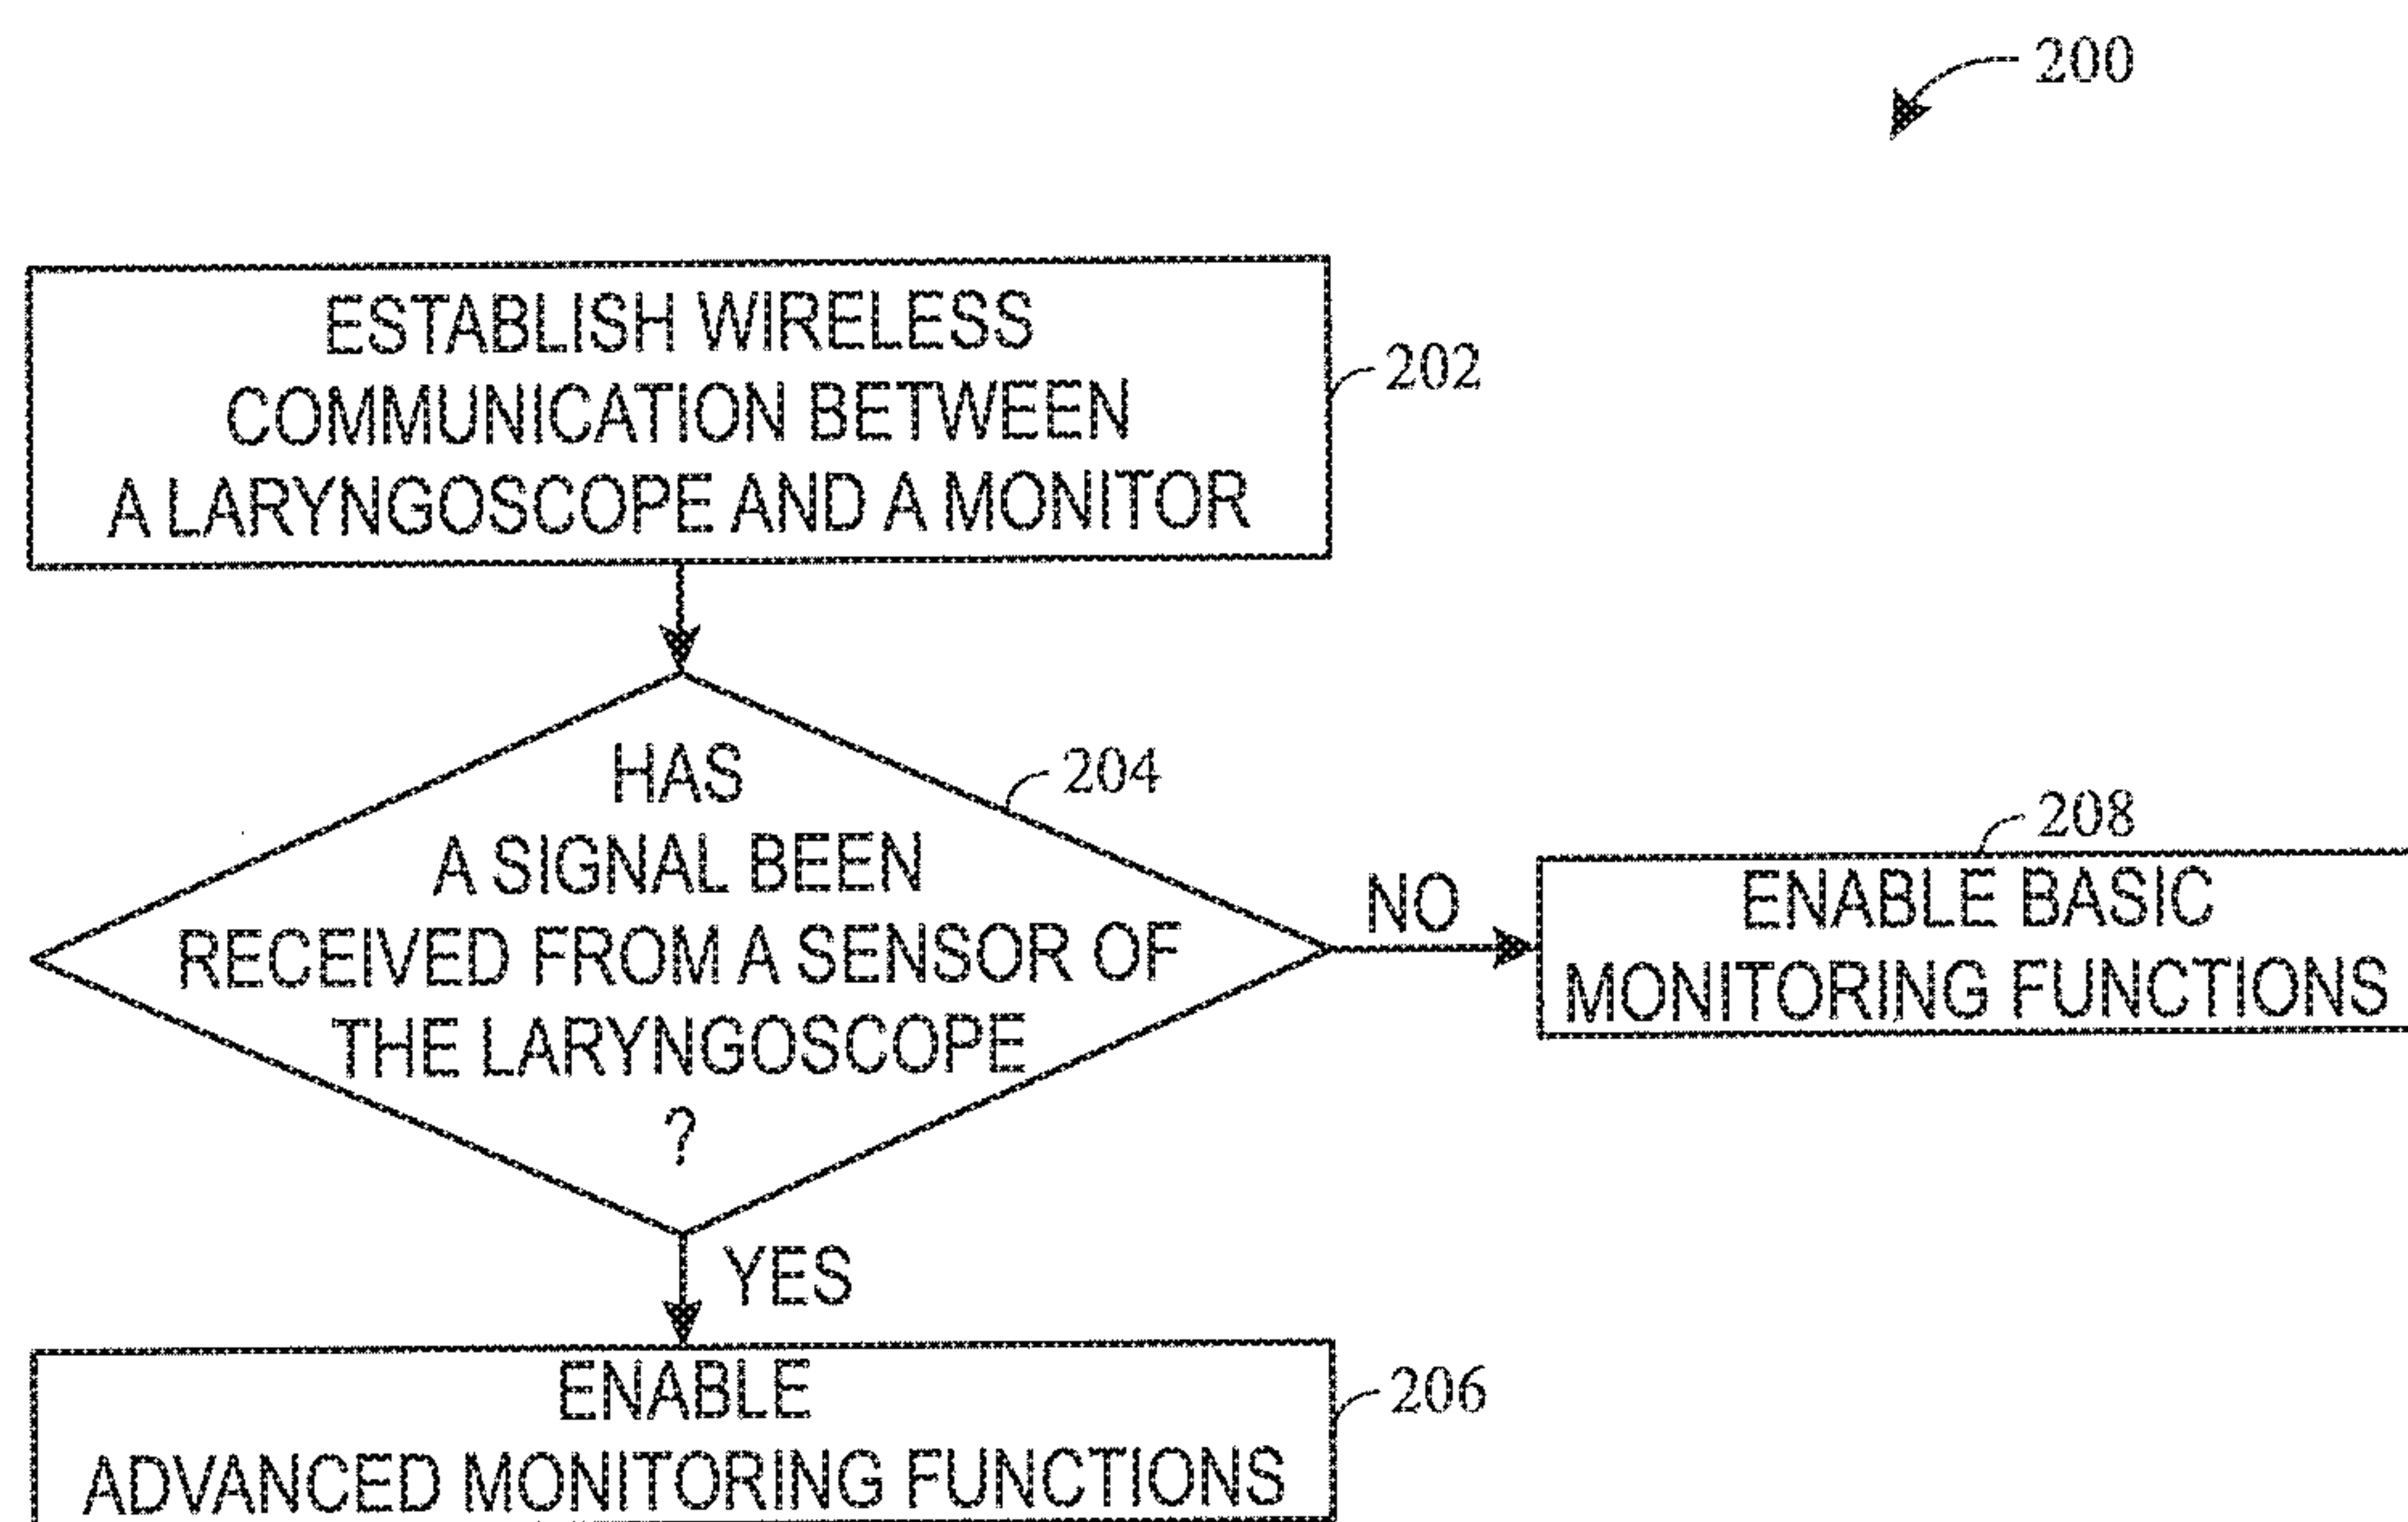 200
ESTABLISH WIRELESS
COMMUNICATION BETWEEN
A LARYNGOSCOPE AND A MONITOR
202
HAS
A SIGNAL BEEN
RECEIVED FROM A SENSOR OF
THE LARYNGOSCOPE
?
204
NO
208
ENABLE BASIC
MONITORING FUNCTIONS
YES
ENABLE
ADVANCED MONITORING FUNCTIONS
206